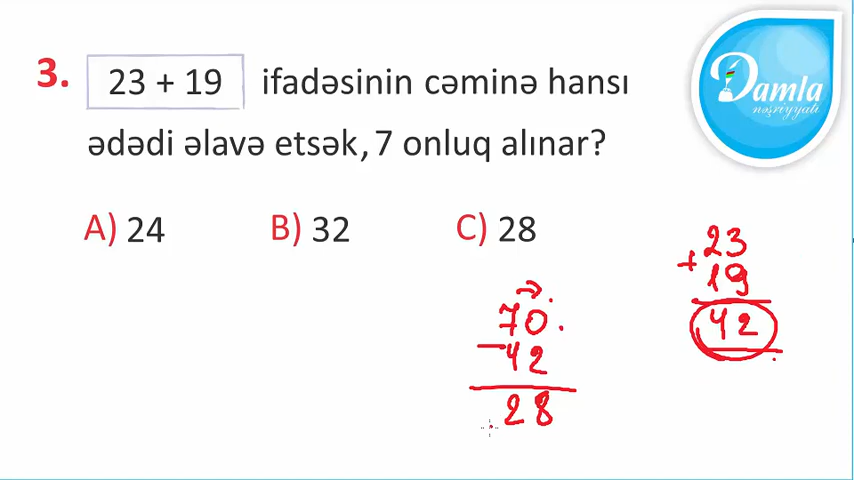 3. 23 + 19 ifadəsinin cəminə hansı
ədədi əlavə etsək, 7 onluq alınar?
A) 24 B) 32 C) 28
Damla
nəşriyyatı
23
+ 19
42
70
− 42
28